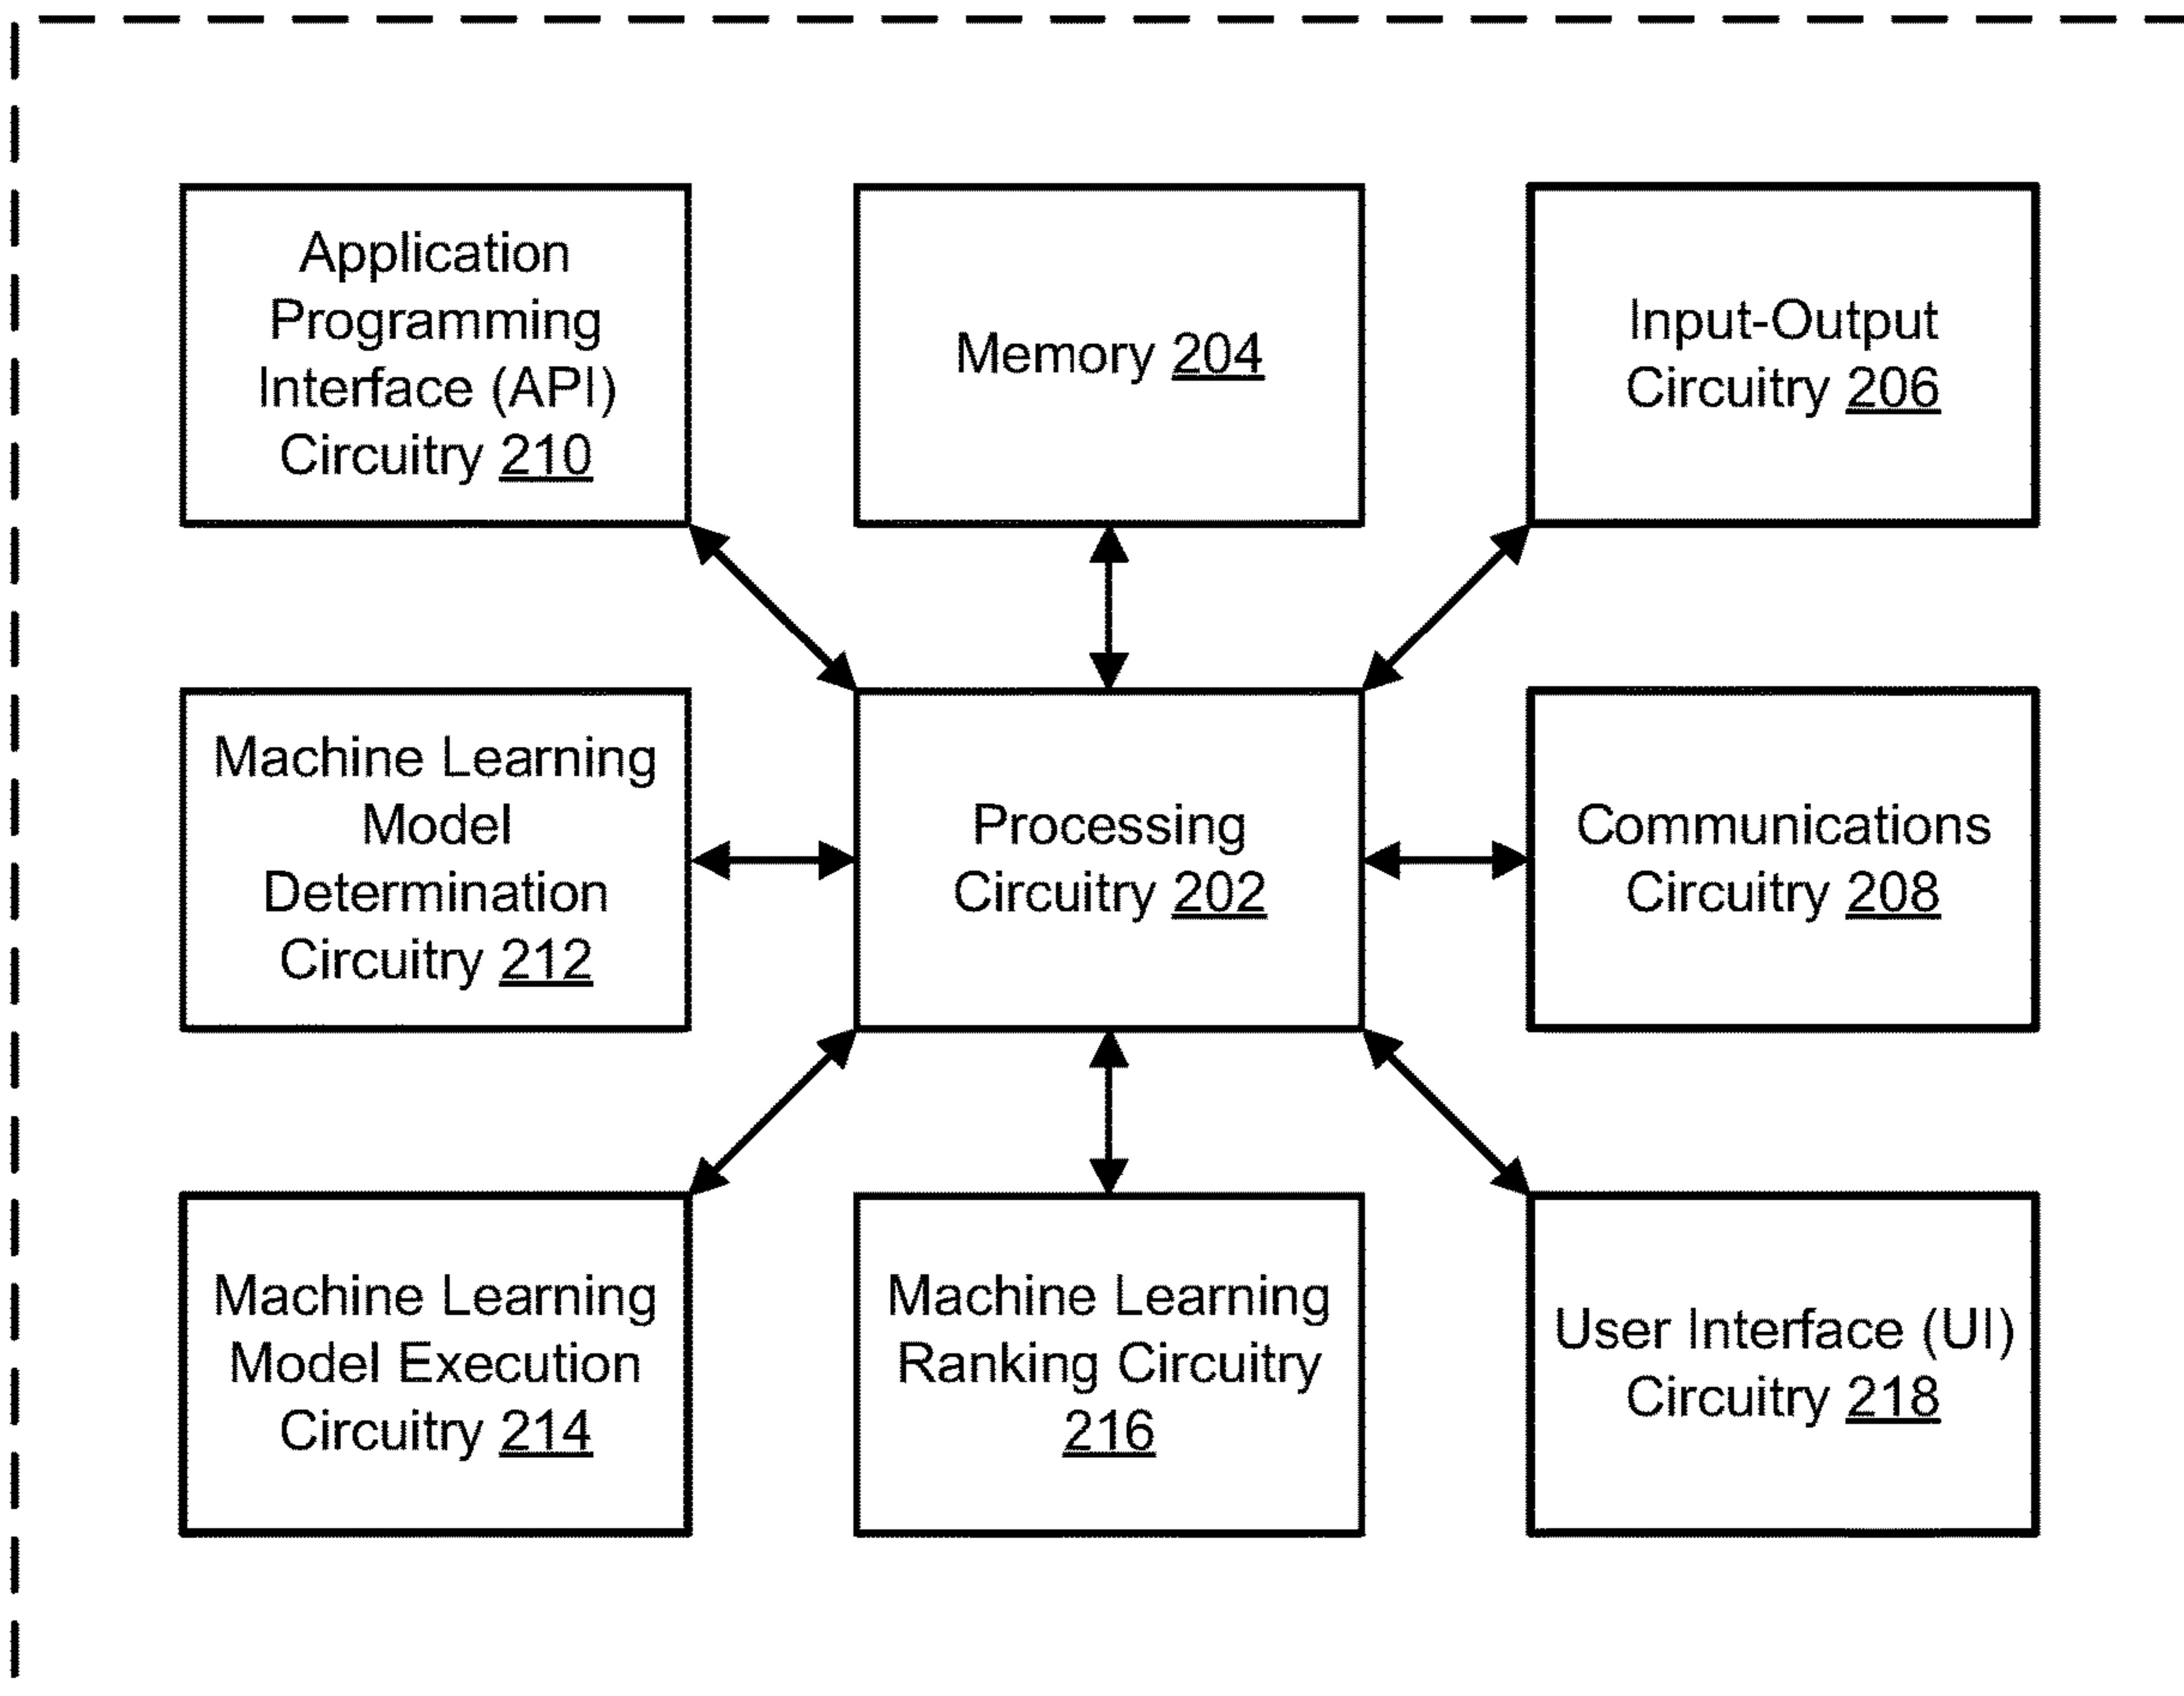 Application
Programming
Interface (API)
Circuitry 210
Memory 204
Input-Output
Circuitry 206
Machine Learning
Model
Determination
Circuitry 212
Processing
Circuitry 202
Communications
Circuitry 208
Machine Learning
Model Execution
Circuitry 214
Machine Learning
Ranking Circuitry
216
User Interface (UI)
Circuitry 218